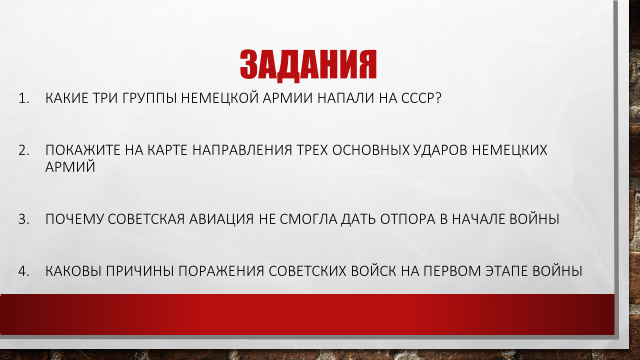 ЗАДАНИЯ
1. КАКИЕ ТРИ ГРУППЫ НЕМЕЦКОЙ АРМИИ НАПАЛИ НА СССР?
2. ПОКАЖИТЕ НА КАРТЕ НАПРАВЛЕНИЯ ТРЕХ ОСНОВНЫХ УДАРОВ НЕМЕЦКИХ
АРМИЙ
3. ПОЧЕМУ СОВЕТСКАЯ АВИАЦИЯ НЕ СМОГЛА ДАТЬ ОТПОРА В НАЧАЛЕ ВОЙНЫ
4. КАКОВЫ ПРИЧИНЫ ПОРАЖЕНИЯ СОВЕТСКИХ ВОЙСК НА ПЕРВОМ ЭТАПЕ ВОЙНЫ